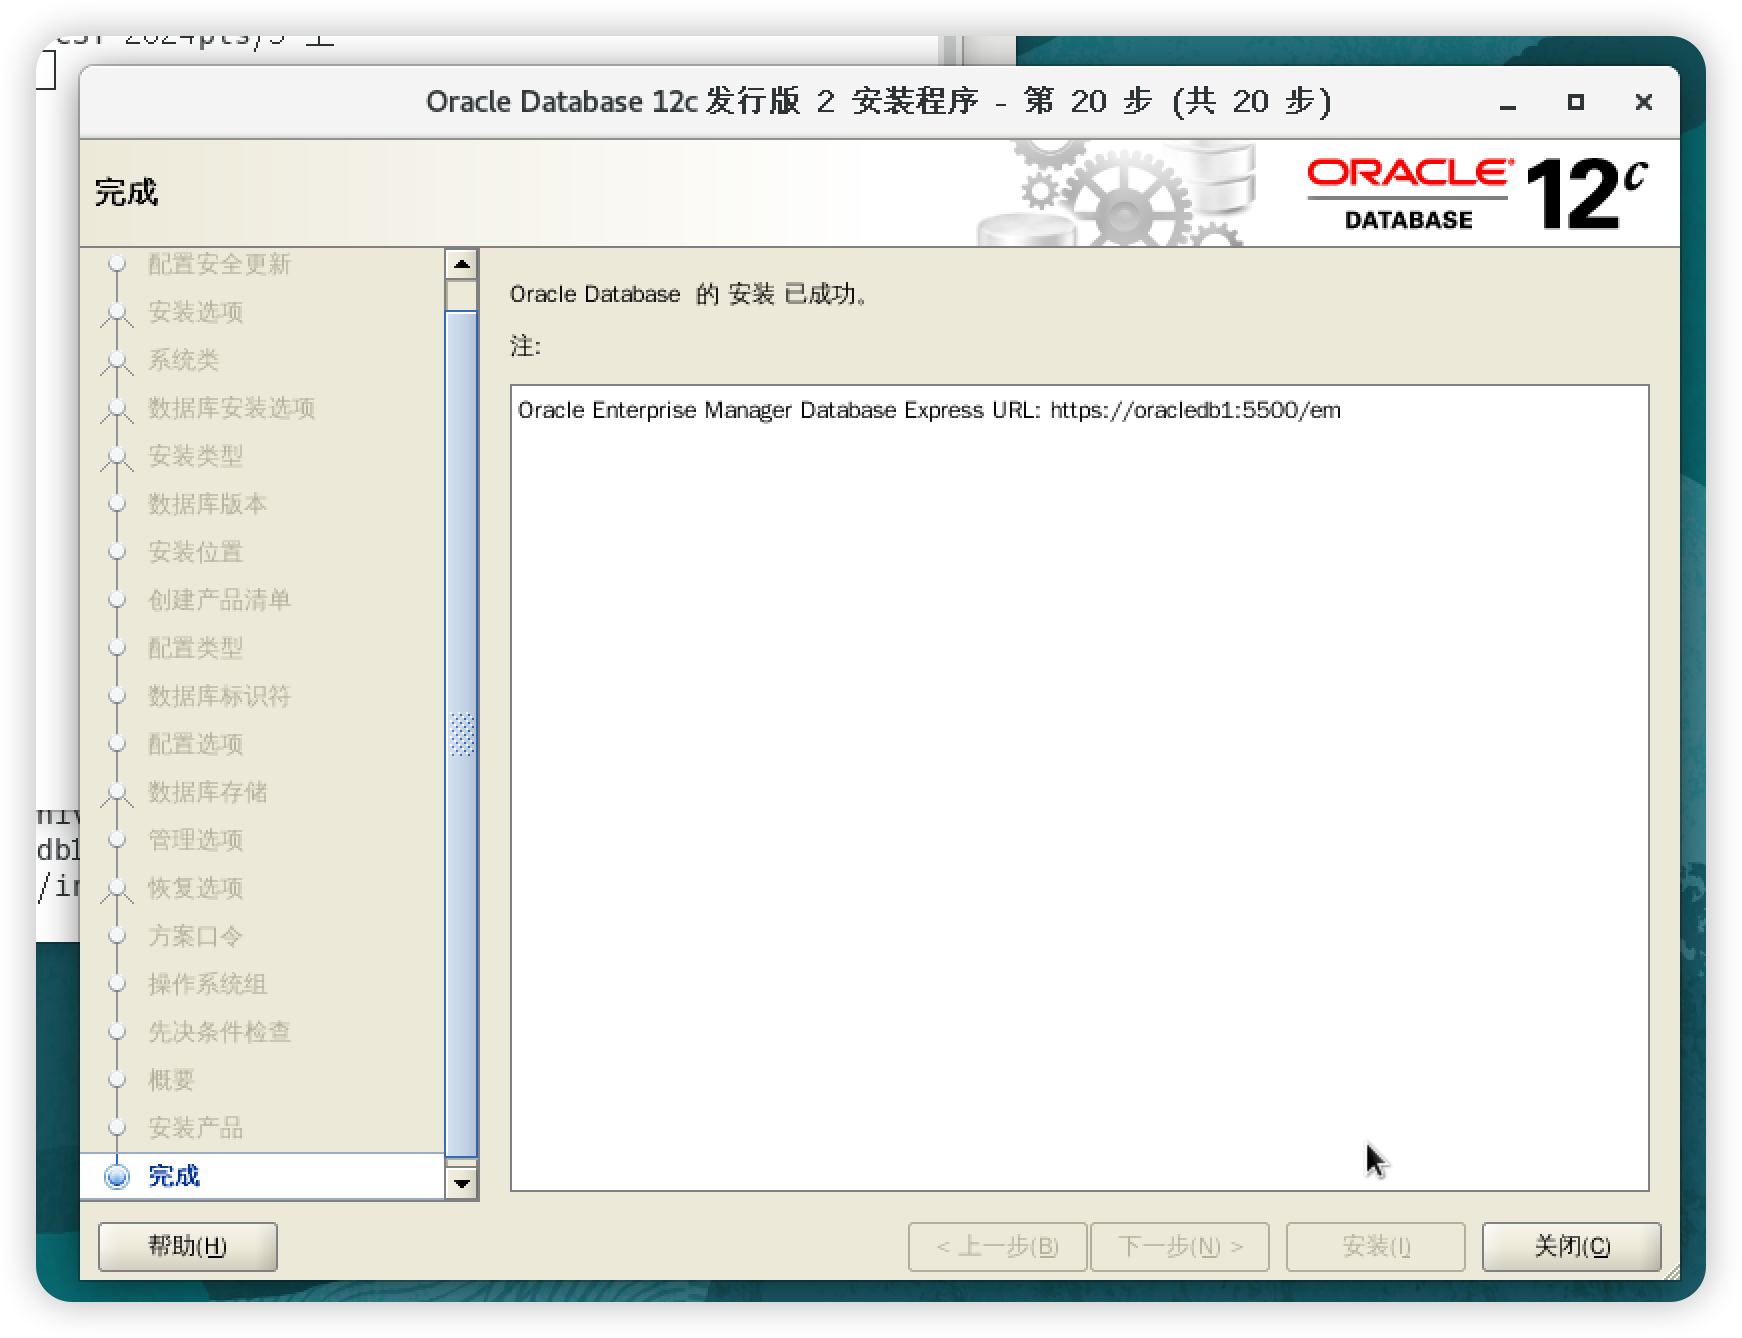 2024pts/3 上
Oracle Database 12c 发行版 2 安装程序 - 第 20 步 (共 20 步)
完成
ORACLE
DATABASE
12c
配置安全更新
安装选项
系统类
数据库安装选项
安装类型
数据库版本
安装位置
创建产品清单
配置类型
数据库标识符
配置选项
数据库存储
管理选项
恢复选项
方案口令
操作系统组
先决条件检查
概要
安装产品
完成
Oracle Database 的 安装 已成功。
注:
Oracle Enterprise Manager Database Express URL: https://oracledb1:5500/em
db1
帮助(H)
< 上一步(B)
下一步(N) >
安装(I)
关闭(C)